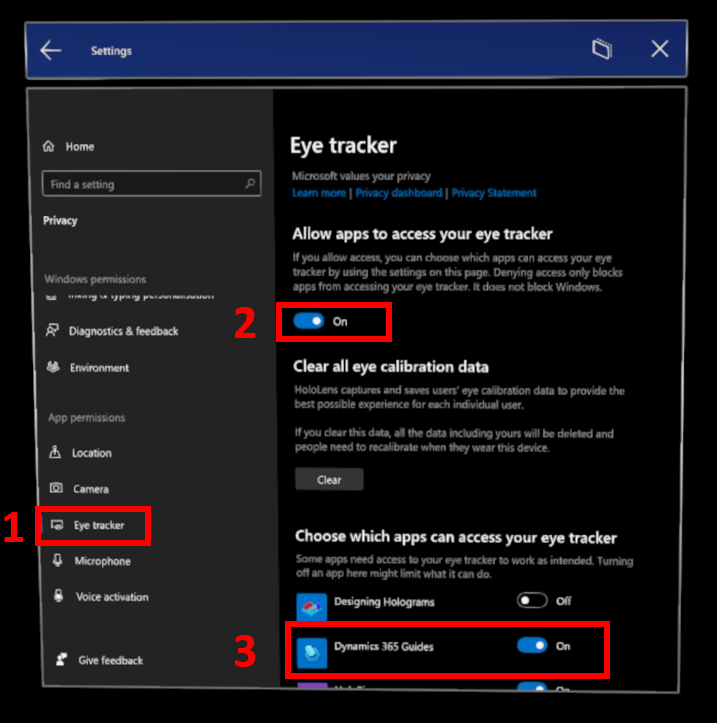 Settings
Home
Find a setting
Privacy
Windows permissions
Inking & typing personalisation
Diagnostics & feedback
Environment
App permissions
Location
Camera
1
Eye tracker
Microphone
Voice activation
Give feedback
Eye tracker
Microsoft values your privacy
Learn more | Privacy dashboard | Privacy Statement
Allow apps to access your eye tracker
If you allow access, you can choose which apps can access your eye
tracker by using the settings on this page. Denying access only blocks
apps from accessing your eye tracker. It does not block Windows.
2
On
Clear all eye calibration data
HoloLens captures and saves users' eye calibration data to provide the
best possible experience for each individual user.
If you clear this data, all the data including yours will be deleted and
people need to recalibrate when they wear this device.
Clear
Choose which apps can access your eye tracker
Some apps need access to your eye tracker to work as intended. Turning
off an app here might limit what it can do.
Designing Holograms Off
3
Dynamics 365 Guides On
On